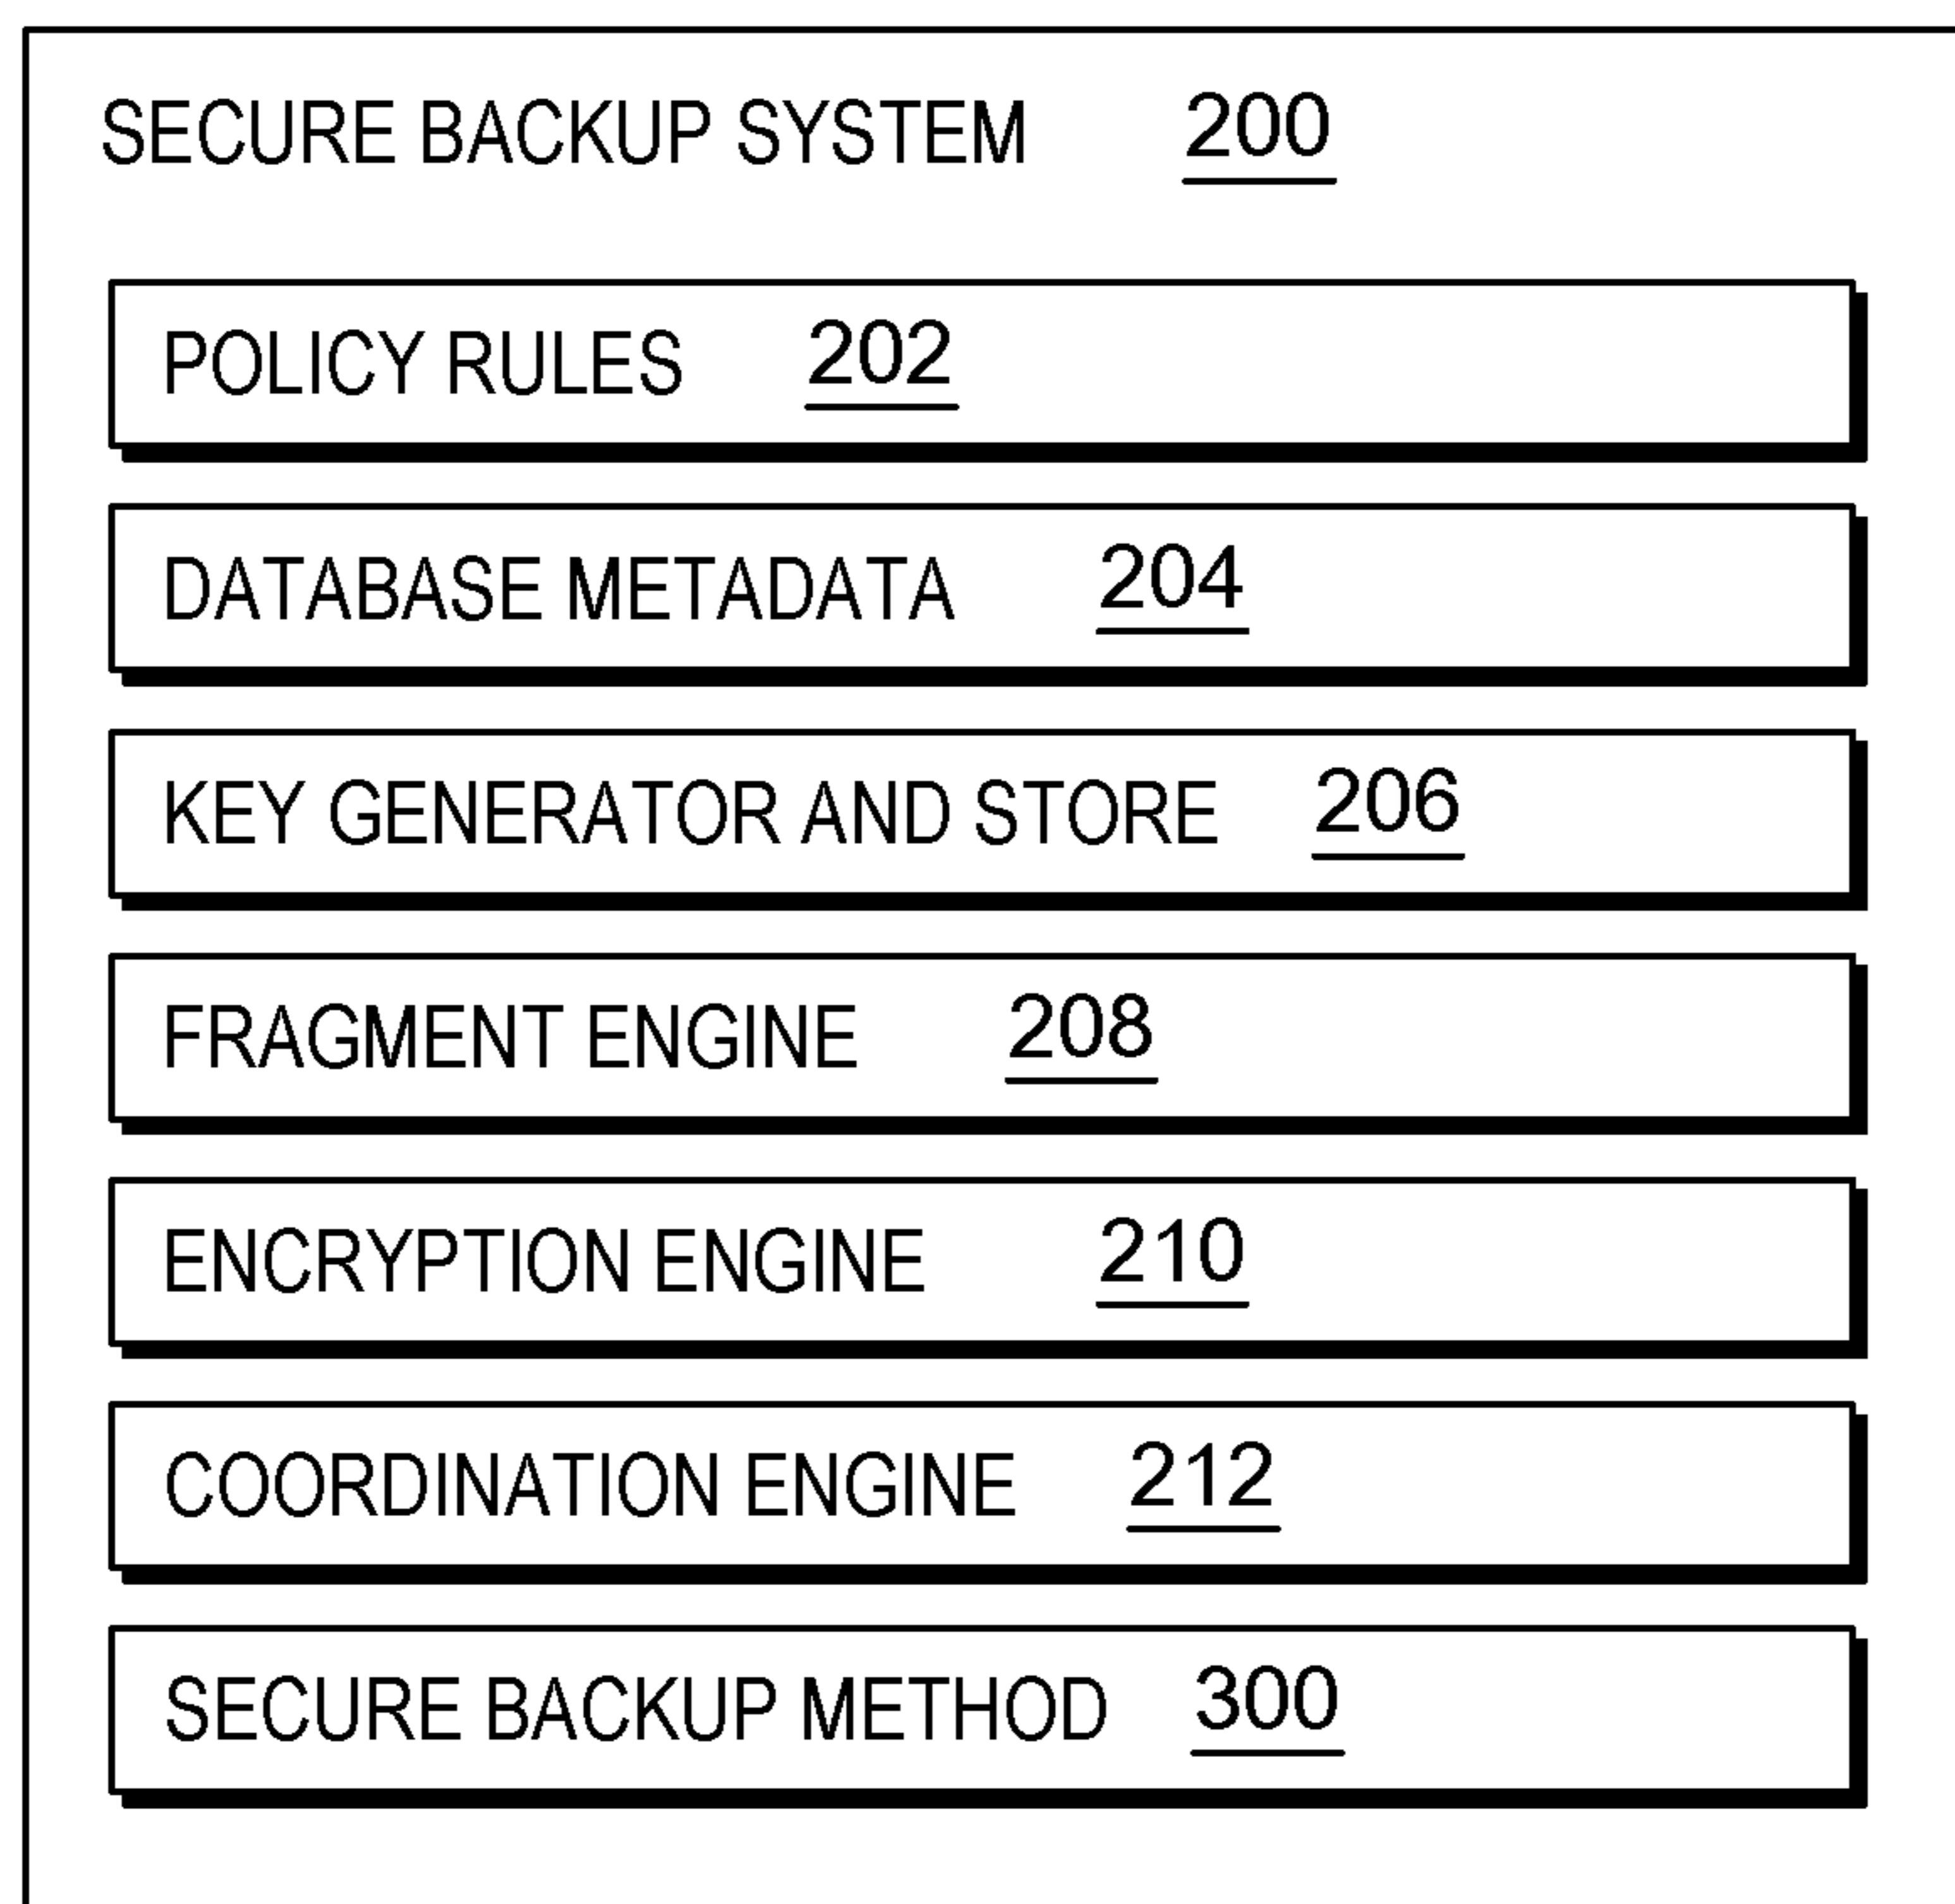 SECURE BACKUP SYSTEM 200
POLICY RULES 202
DATABASE METADATA 204
KEY GENERATOR AND STORE 206
FRAGMENT ENGINE 208
ENCRYPTION ENGINE 210
COORDINATION ENGINE 212
SECURE BACKUP METHOD 300